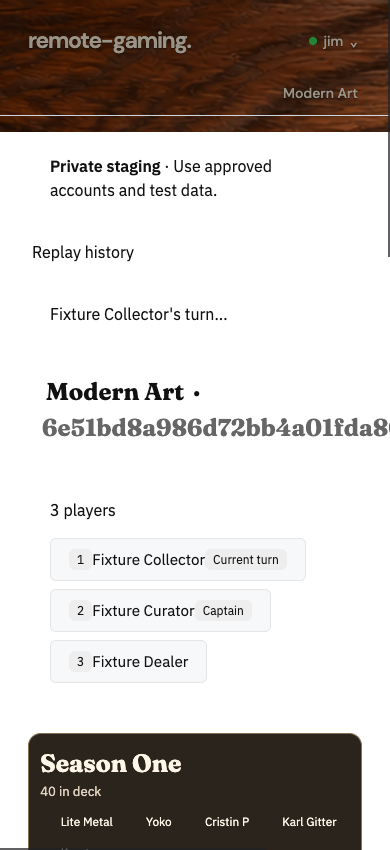 remote-gaming.
jim
Modern Art
Private staging · Use approved
accounts and test data.
Replay history
Fixture Collector's turn...
Modern Art ·
6e51bd8a986d72bb4a01fda8
3 players
1 Fixture Collector Current turn
2 Fixture Curator Captain
3 Fixture Dealer
Season One
40 in deck
Lite Metal Yoko Cristin P Karl Gitter